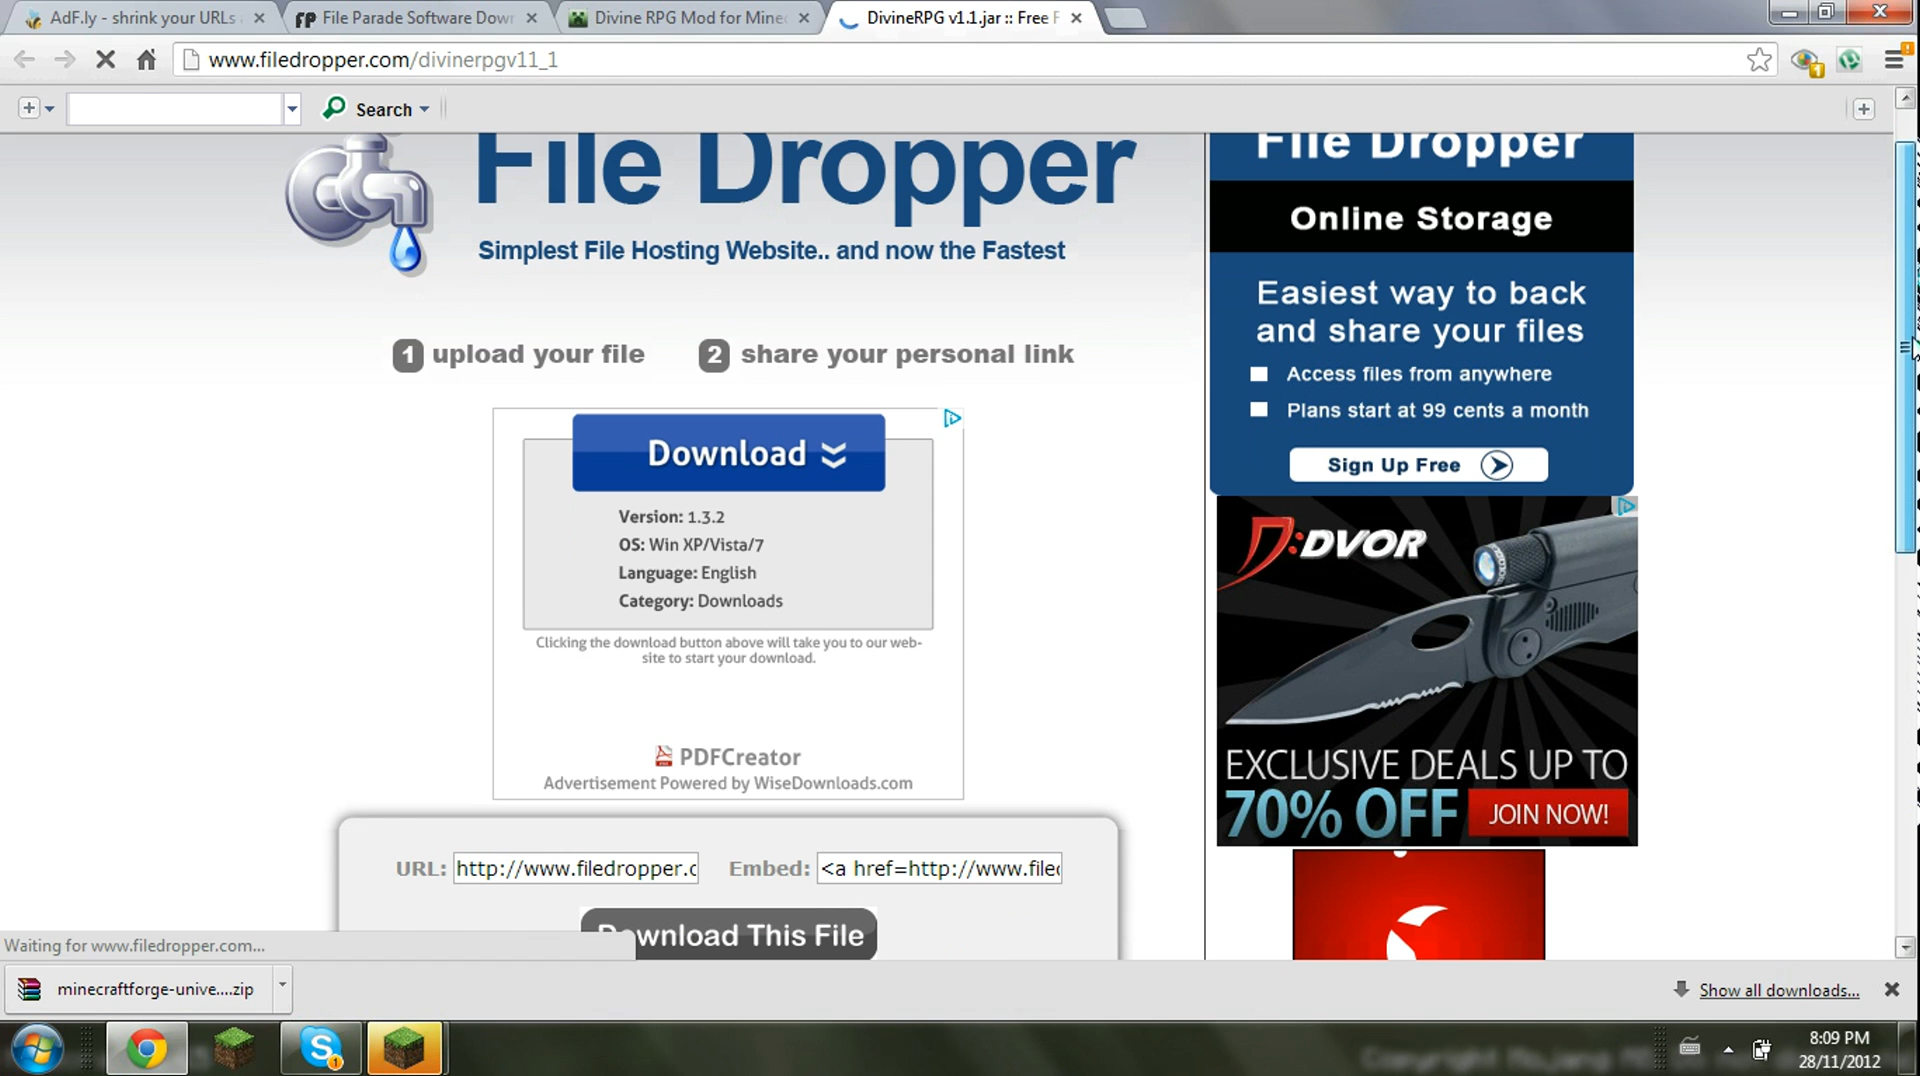 AdF.ly - shrink your URLs
File Parade Software Down
Divine RPG Mod for Mine
DivineRPG v1.1.jar :: Free F
www.filedropper.com/divinerpgv11_1
Search
File Dropper
Simplest File Hosting Website.. and now the Fastest
1 upload your file
2 share your personal link
Download
Version: 1.3.2
OS: Win XP/Vista/7
Language: English
Category: Downloads
Clicking the download button above will take you to our web-
site to start your download.
PDFCreator
Advertisement Powered by WiseDownloads.com
URL: http://www.filedropper.c
Embed: <a href=http://www.filed
Download This File
File Dropper
Online Storage
Easiest way to back
and share your files
Access files from anywhere
Plans start at 99 cents a month
Sign Up Free
DVOR
EXCLUSIVE DEALS UP TO
70% OFF
JOIN NOW!
Waiting for www.filedropper.com...
minecraftforge-unive....zip
Show all downloads...
8:09 PM
28/11/2012